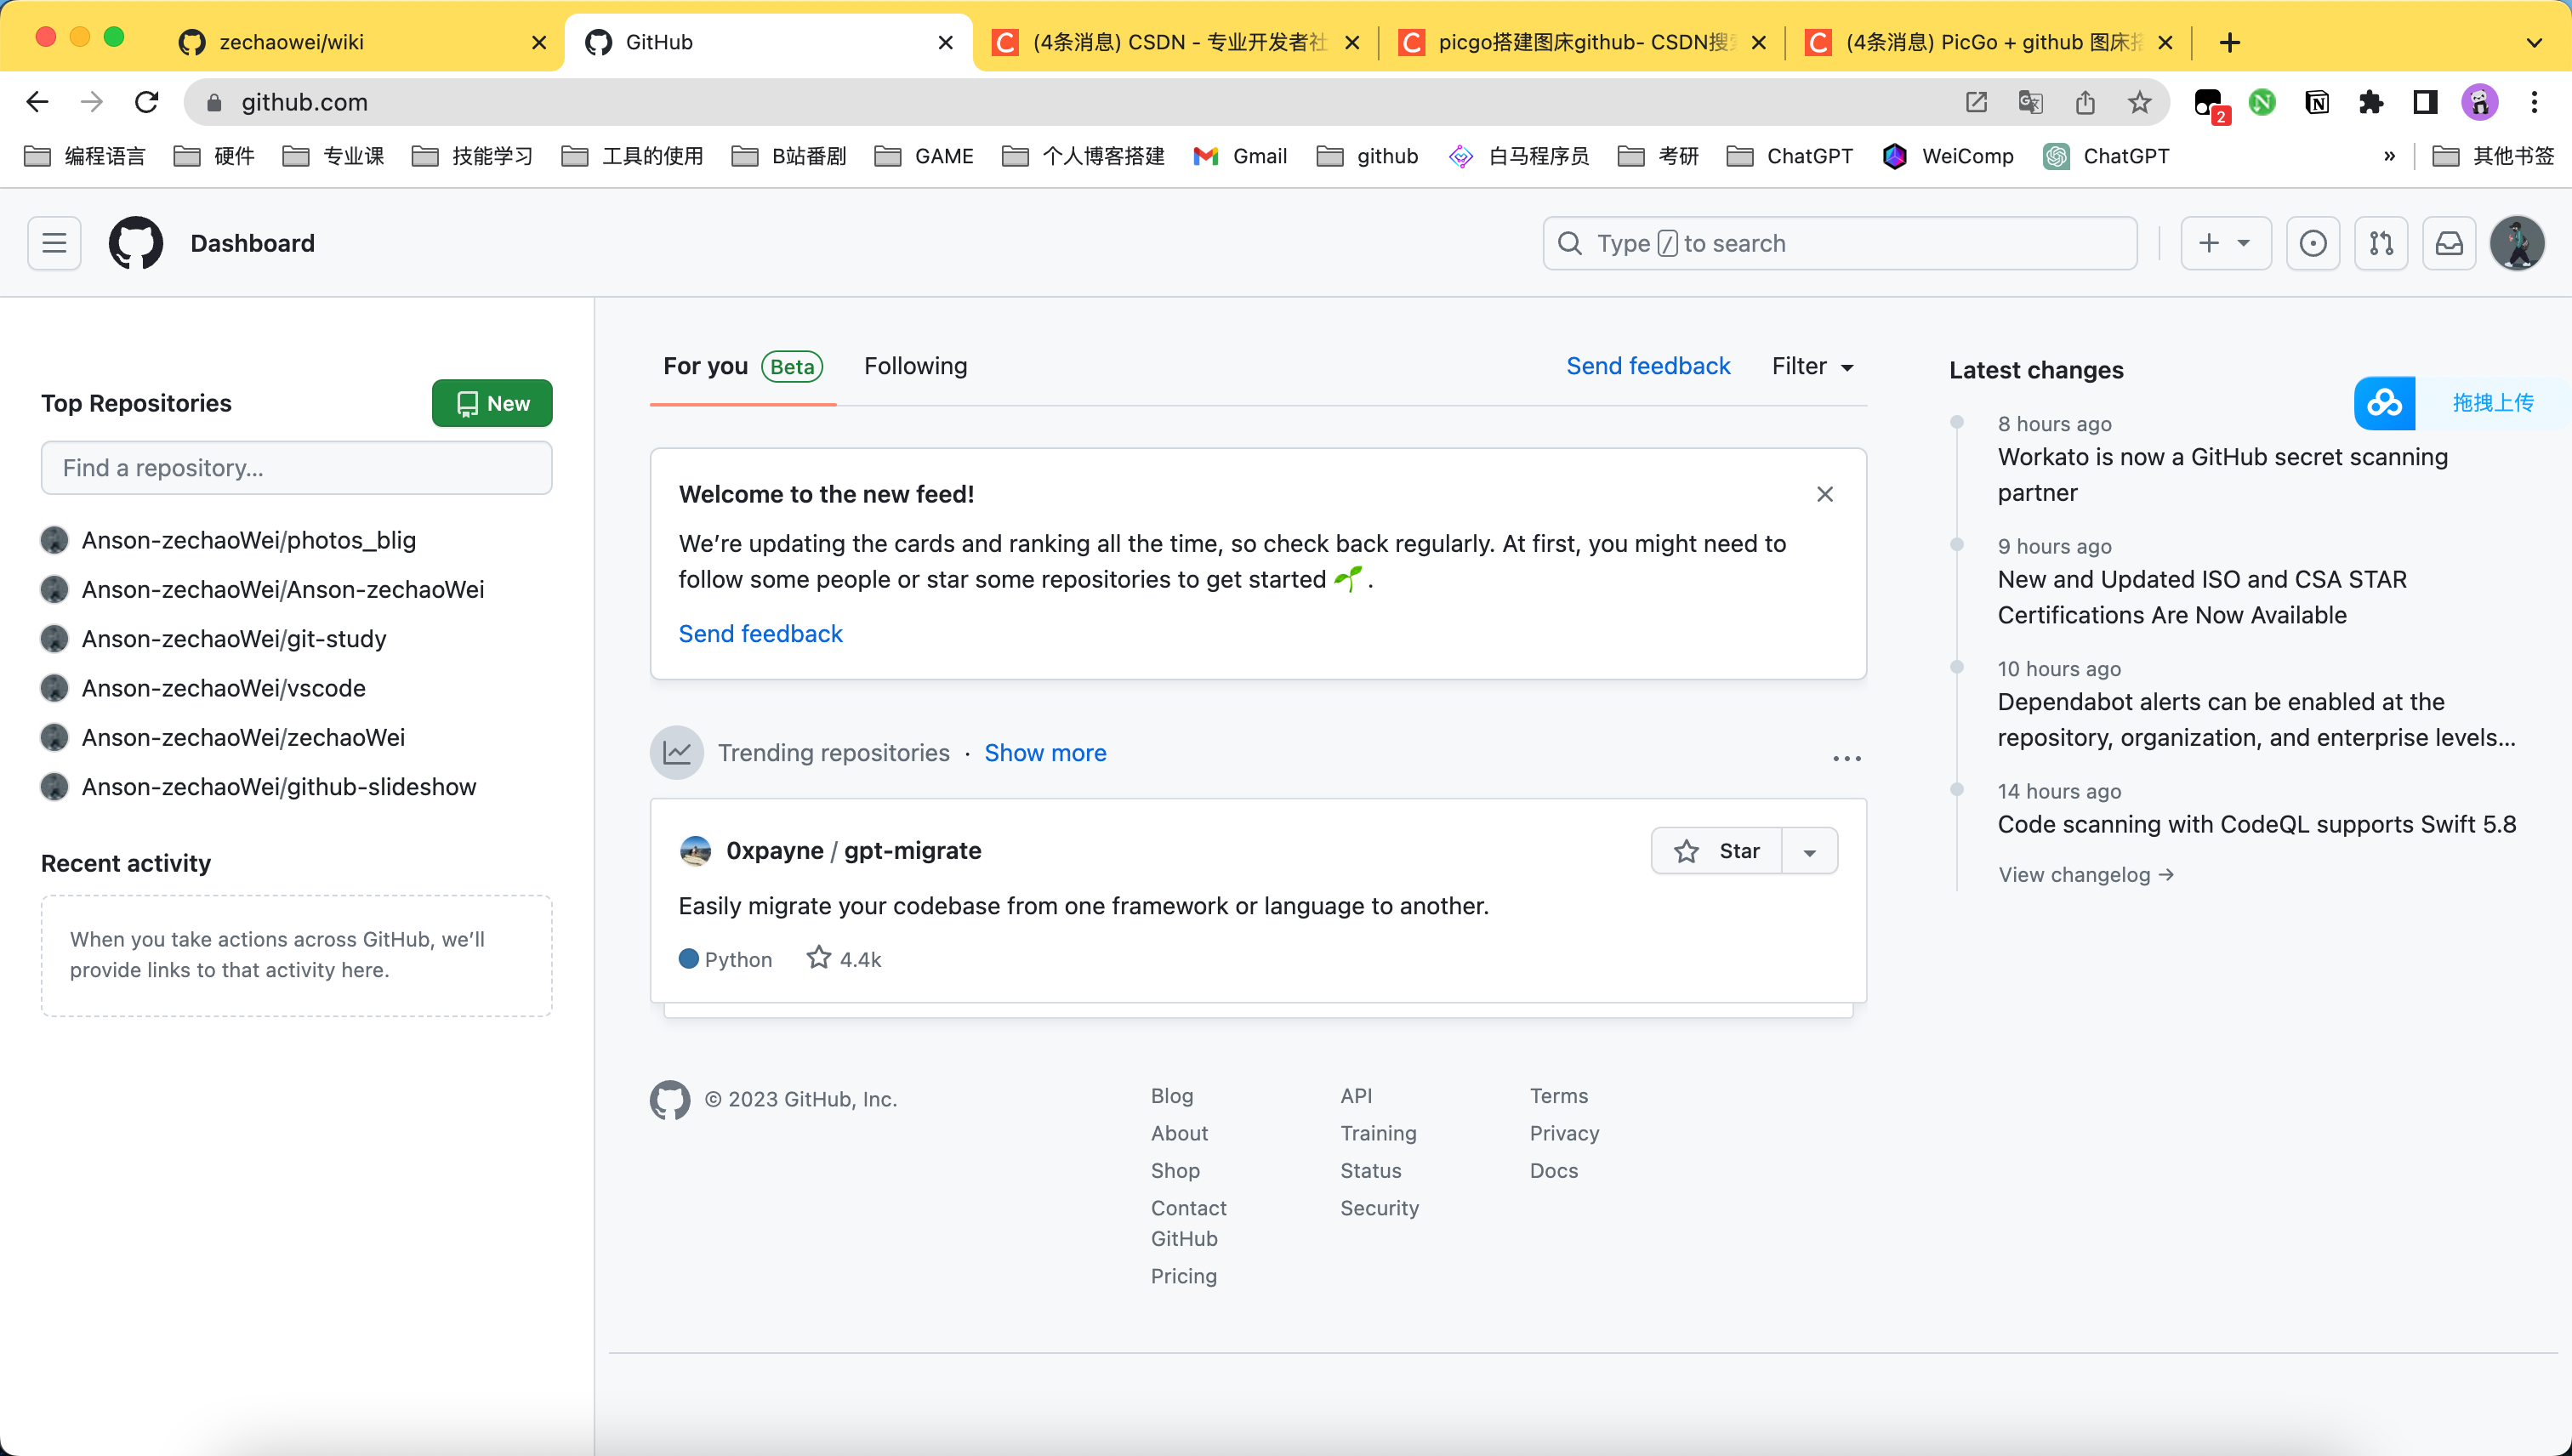 zechaowei/wiki
GitHub
(4条消息) CSDN - 专业开发者社
picgo搭建图床github- CSDN搜
(4条消息) PicGo + github 图床
github.com
2
编程语言
硬件
专业课
技能学习
工具的使用
B站番剧
GAME
个人博客搭建
Gmail
github
白马程序员
考研
ChatGPT
WeiComp
ChatGPT
»
其他书签
Dashboard
Type / to search
Top Repositories
New
Find a repository...
Anson-zechaoWei/photos_blig
Anson-zechaoWei/Anson-zechaoWei
Anson-zechaoWei/git-study
Anson-zechaoWei/vscode
Anson-zechaoWei/zechaoWei
Anson-zechaoWei/github-slideshow
Recent activity
When you take actions across GitHub, we’ll
provide links to that activity here.
For you Beta
Following
Send feedback
Filter
Welcome to the new feed!
We’re updating the cards and ranking all the time, so check back regularly. At first, you might need to
follow some people or star some repositories to get started 🌱 .
Send feedback
Trending repositories · Show more
0xpayne / gpt-migrate
Star
Easily migrate your codebase from one framework or language to another.
Python
4.4k
Latest changes
拖拽上传
8 hours ago
Workato is now a GitHub secret scanning
partner
9 hours ago
New and Updated ISO and CSA STAR
Certifications Are Now Available
10 hours ago
Dependabot alerts can be enabled at the
repository, organization, and enterprise levels...
14 hours ago
Code scanning with CodeQL supports Swift 5.8
View changelog →
© 2023 GitHub, Inc.
Blog
About
Shop
Contact
GitHub
Pricing
API
Training
Status
Security
Terms
Privacy
Docs